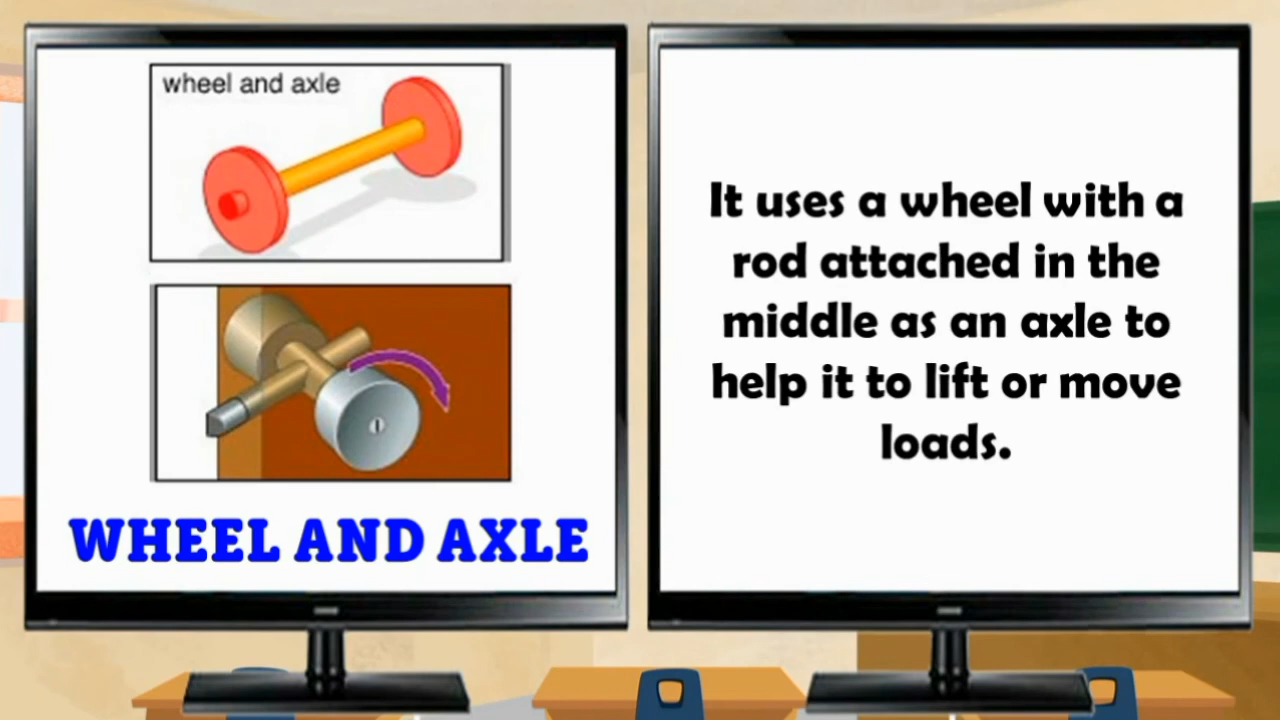 wheel and axle
WHEEL AND AXLE
It uses a wheel with a
rod attached in the
middle as an axle to
help it to lift or move
loads.